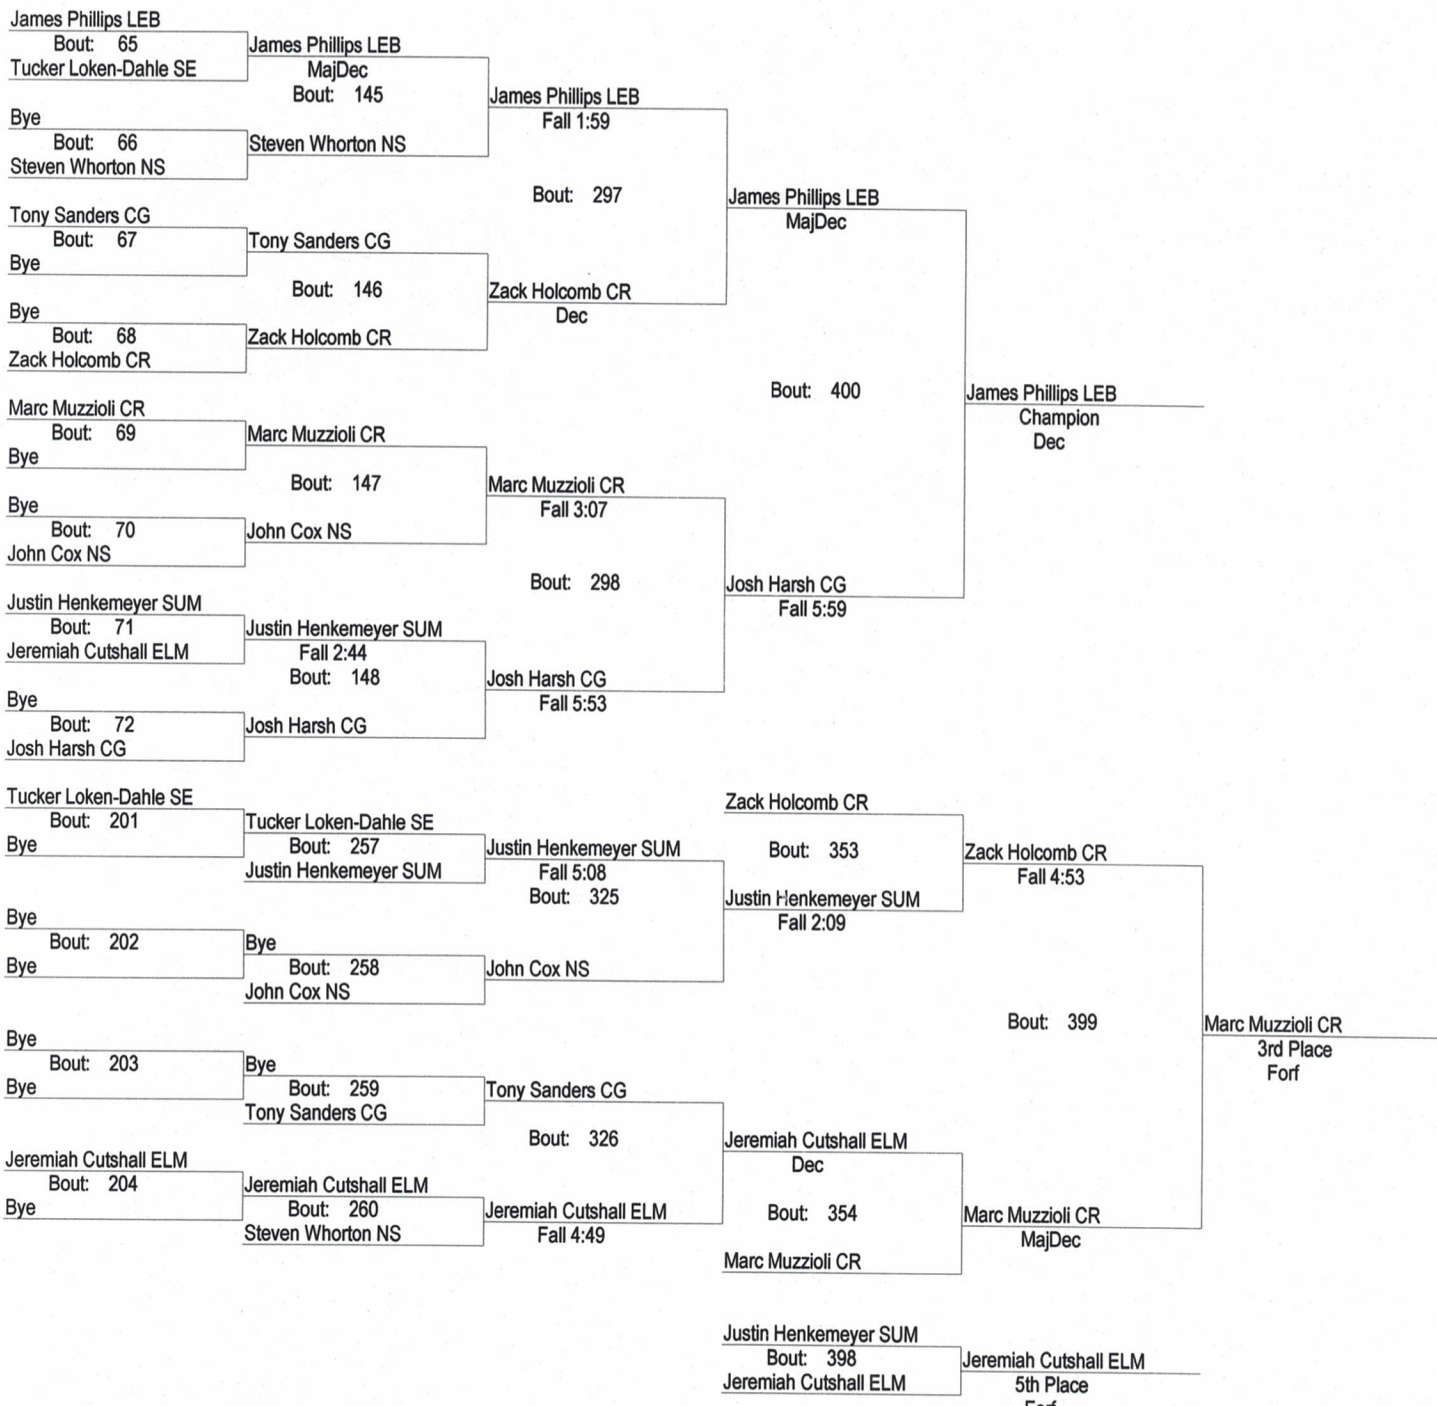 James Phillips LEB
Bout: 65
Tucker Loken-Dahle SE
James Phillips LEB
MajDec
Bout: 145
James Phillips LEB
Fall 1:59
Bye
Bout: 66
Steven Whorton NS
Steven Whorton NS
Bout: 297
James Phillips LEB
MajDec
Tony Sanders CG
Bout: 67
Bye
Tony Sanders CG
Bout: 146
Zack Holcomb CR
Dec
Bye
Bout: 68
Zack Holcomb CR
Zack Holcomb CR
Bout: 400
James Phillips LEB
Champion
Dec
Marc Muzzioli CR
Bout: 69
Bye
Marc Muzzioli CR
Bout: 147
Marc Muzzioli CR
Fall 3:07
Bye
Bout: 70
John Cox NS
John Cox NS
Bout: 298
Josh Harsh CG
Fall 5:59
Justin Henkemeyer SUM
Bout: 71
Jeremiah Cutshall ELM
Justin Henkemeyer SUM
Fall 2:44
Bout: 148
Josh Harsh CG
Fall 5:53
Bye
Bout: 72
Josh Harsh CG
Josh Harsh CG
Tucker Loken-Dahle SE
Bout: 201
Bye
Tucker Loken-Dahle SE
Bout: 257
Justin Henkemeyer SUM
Justin Henkemeyer SUM
Fall 5:08
Bout: 325
Zack Holcomb CR
Bout: 353
Justin Henkemeyer SUM
Fall 2:09
Zack Holcomb CR
Fall 4:53
Bye
Bout: 202
Bye
Bye
Bout: 258
John Cox NS
John Cox NS
Bout: 399
Marc Muzzioli CR
3rd Place
Forf
Bye
Bout: 203
Bye
Bye
Bout: 259
Tony Sanders CG
Tony Sanders CG
Bout: 326
Jeremiah Cutshall ELM
Dec
Bout: 354
Marc Muzzioli CR
Marc Muzzioli CR
MajDec
Jeremiah Cutshall ELM
Bout: 204
Bye
Jeremiah Cutshall ELM
Bout: 260
Steven Whorton NS
Jeremiah Cutshall ELM
Fall 4:49
Justin Henkemeyer SUM
Bout: 398
Jeremiah Cutshall ELM
Jeremiah Cutshall ELM
5th Place
Forf